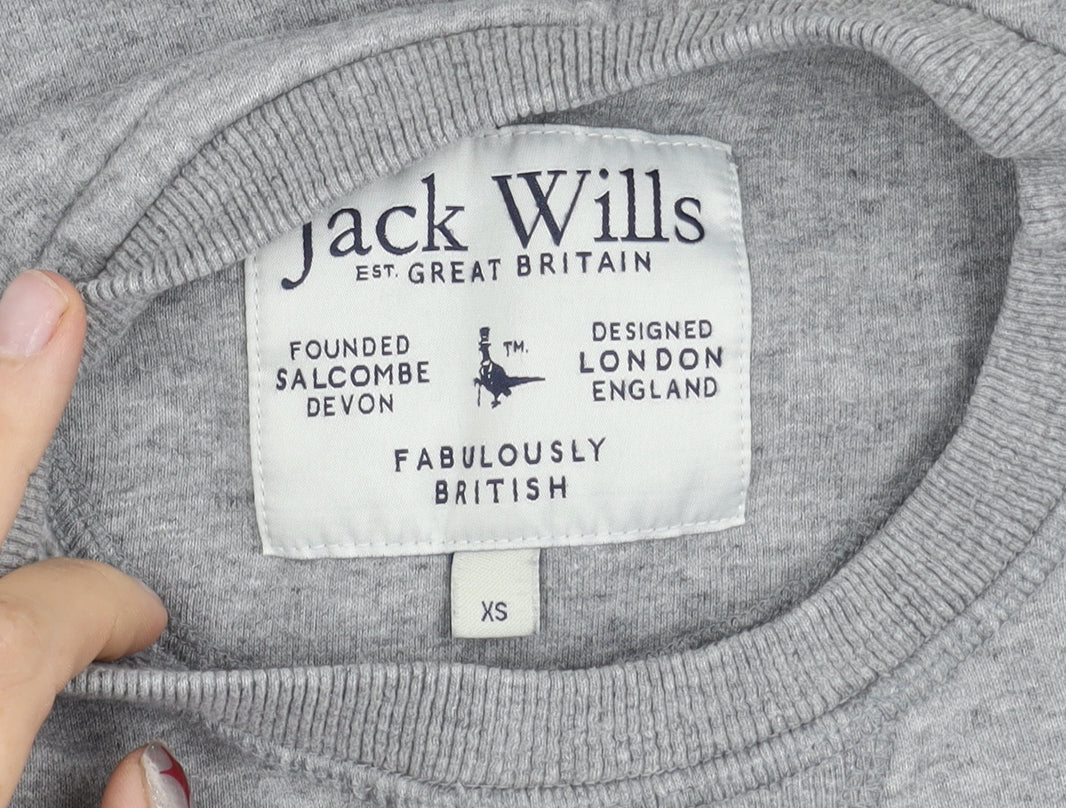 Jack Wills
EST. GREAT BRITAIN
FOUNDED
SALCOMBE
DEVON
TM.
DESIGNED
LONDON
ENGLAND
FABULOUSLY
BRITISH
XS